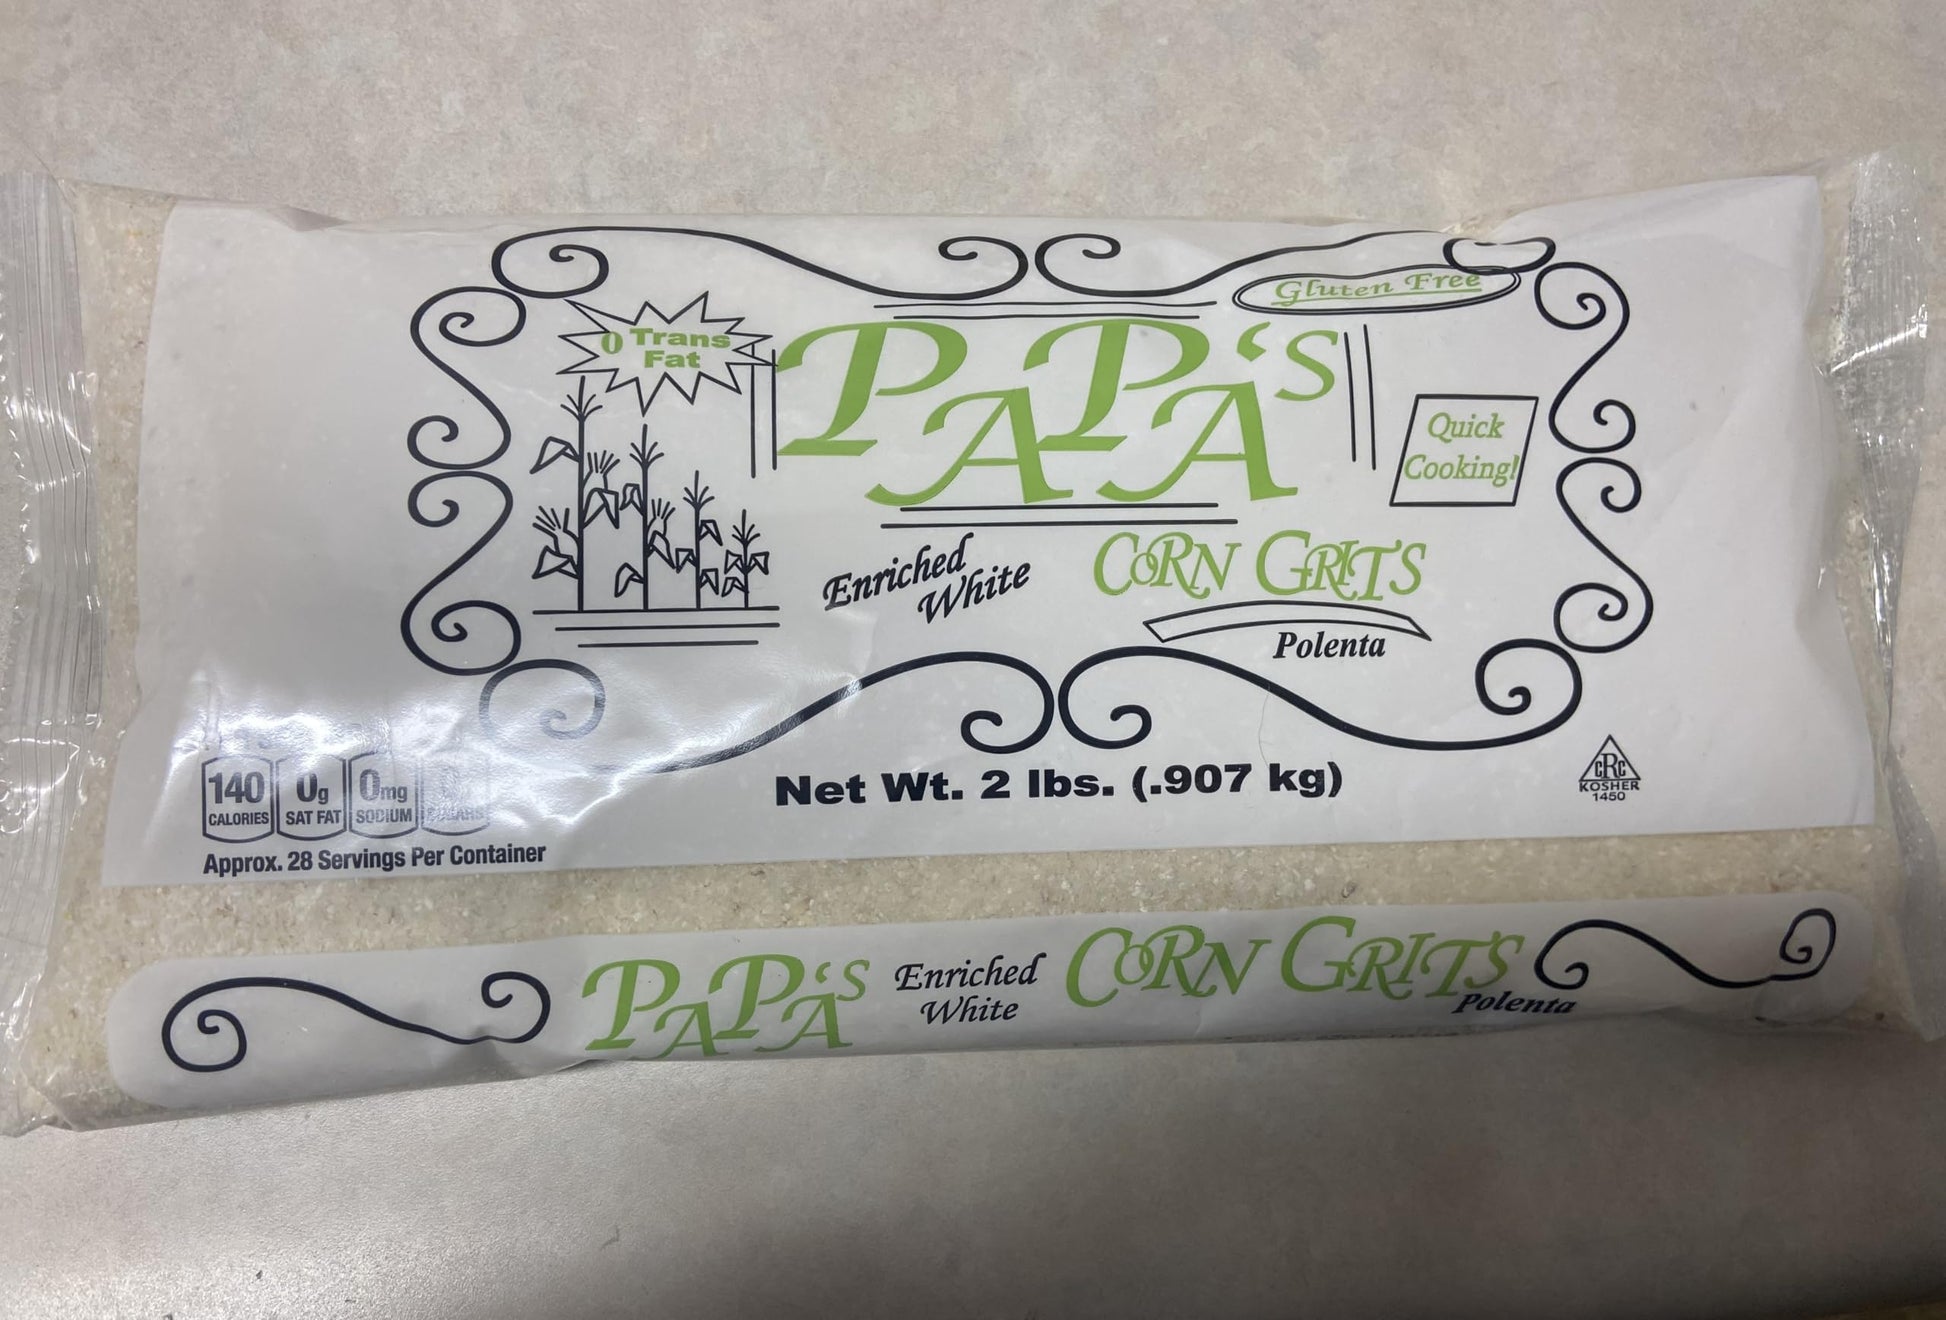 Gluten Free
0 Trans
Fat
PAPA'S
Quick
Cooking!
Enriched
White
CORN GRITS
Polenta
Net Wt. 2 lbs. (.907 kg)
140
CALORIES
0g
SAT FAT
0mg
SODIUM
SUGARS
Approx. 28 Servings Per Container
CRC
KOSHER
1450
PAPA'S
Enriched
White
CORN GRITS
Polenta